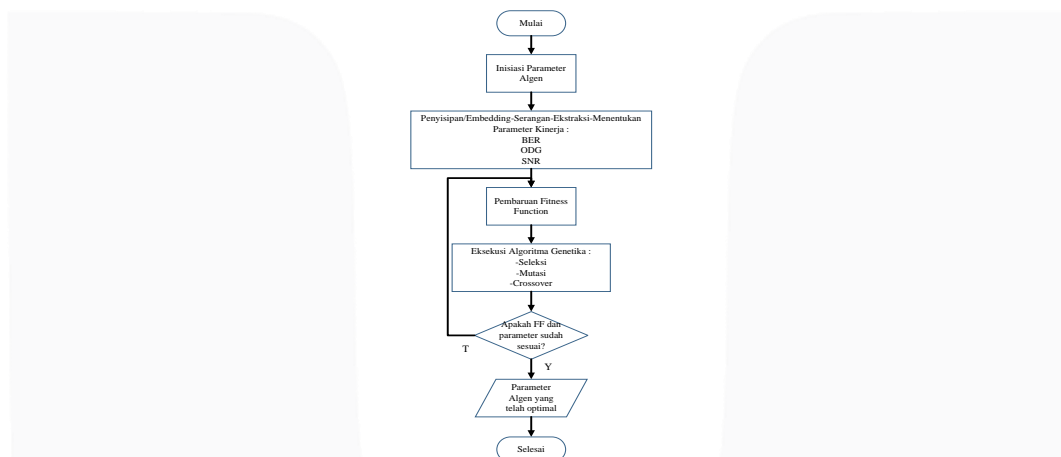 Mulai
Inisiasi Parameter
Algen
Penyisipan/Embedding-Serangan-Ekstraksi-Menentukan
Parameter Kinerja :
BER
ODG
SNR
Pembaruan Fitness
Function
Eksekusi Algoritma Genetika :
-Seleksi
-Mutasi
-Crossover
Apakah FF dan
parameter sudah
sesuai?
T
Y
Parameter
Algen yang
telah optimal
Selesai